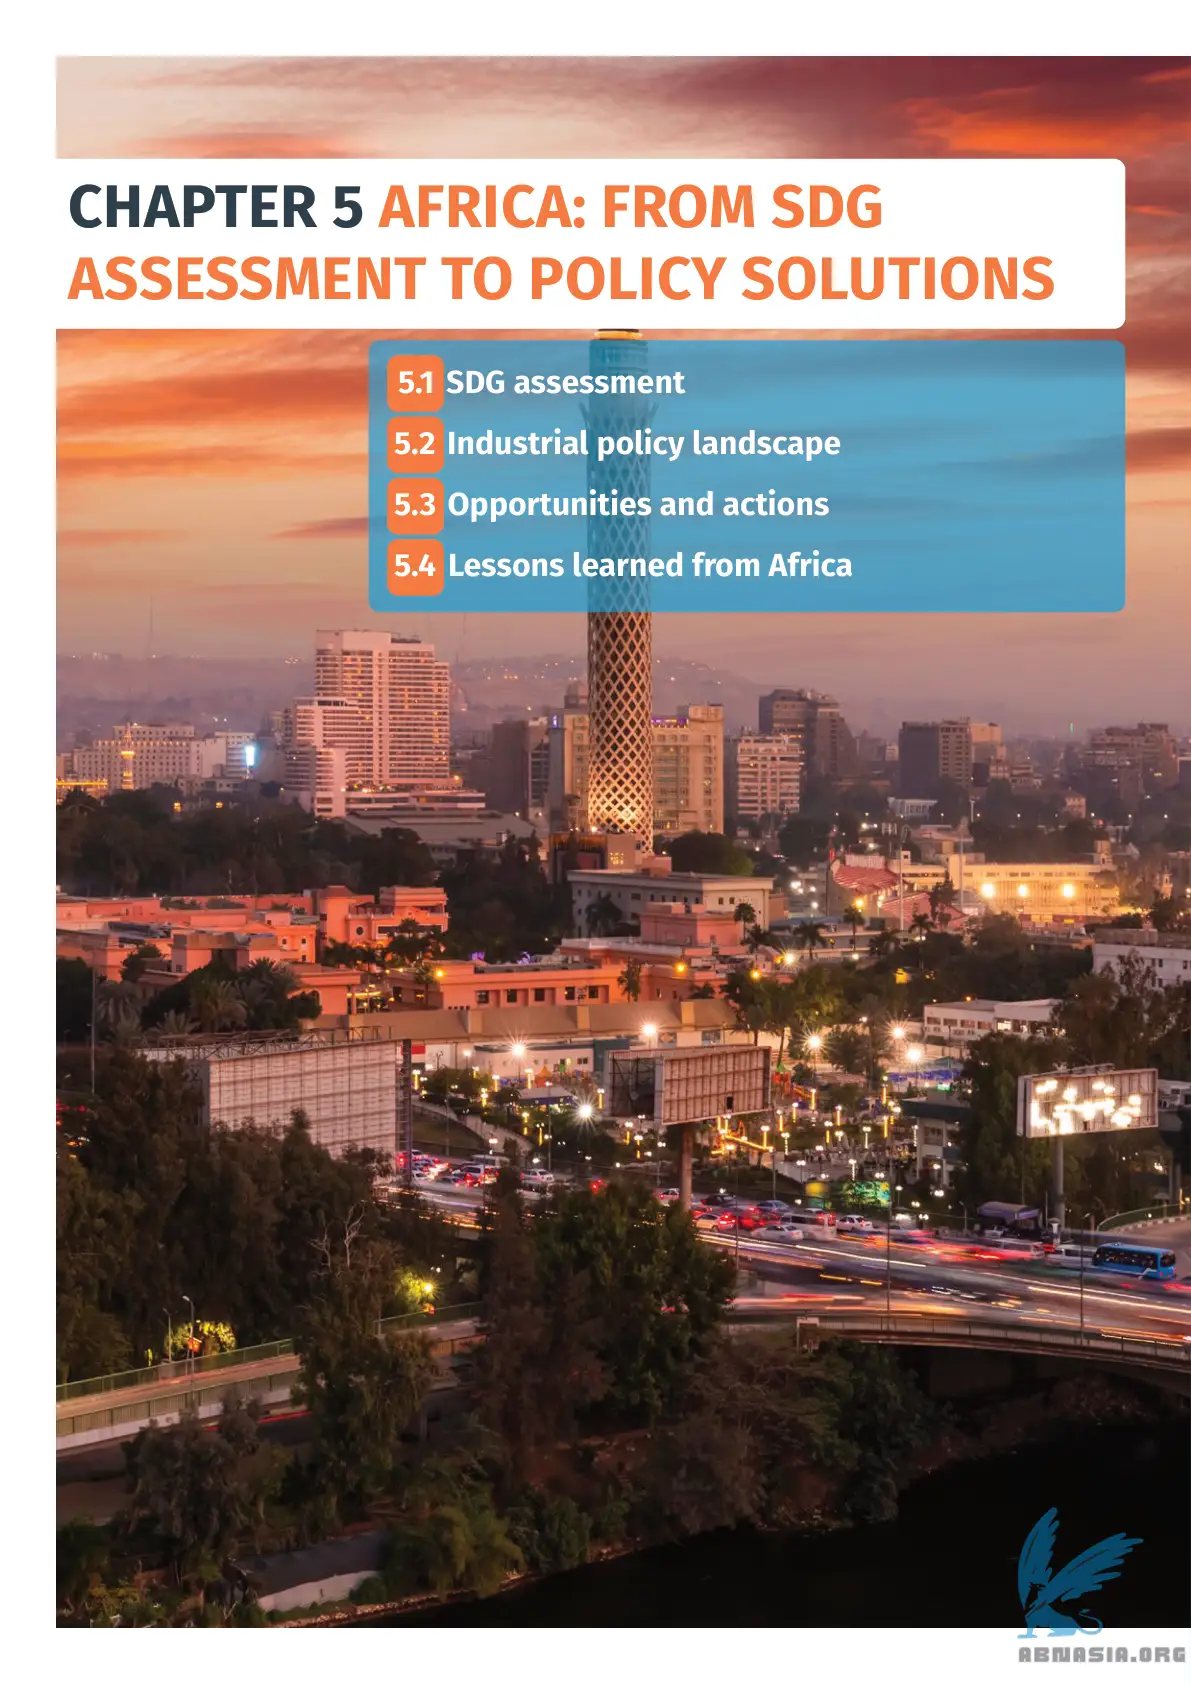 CHAPTER 5 AFRICA: FROM SDG
ASSESSMENT TO POLICY SOLUTIONS
5.1 SDG assessment
5.2 Industrial policy landscape
5.3 Opportunities and actions
5.4 Lessons learned from Africa
ABNASIA.ORG